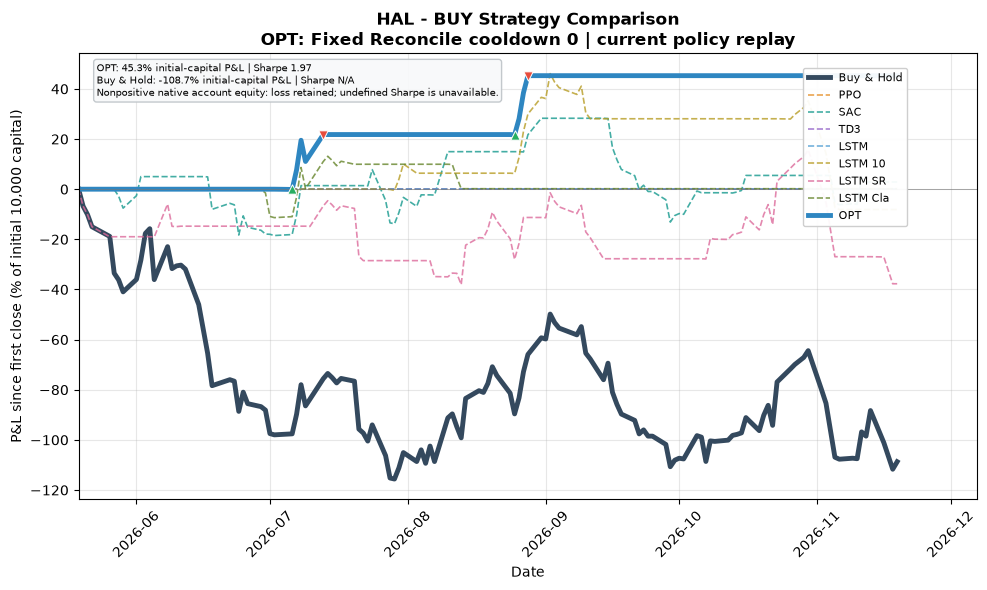 HAL - BUY Strategy Comparison
OPT: Fixed Reconcile cooldown 0 | current policy replay
OPT: 45.3% initial-capital P&L | Sharpe 1.97
Buy & Hold: -108.7% initial-capital P&L | Sharpe N/A
Nonpositive native account equity: loss retained; undefined Sharpe is unavailable.
Buy & Hold
PPO
SAC
TD3
LSTM
LSTM 10
LSTM SR
LSTM Cla
OPT
P&L since first close (% of initial 10,000 capital)
40
20
0
−20
−40
−60
−80
−100
−120
2026-06
2026-07
2026-08
2026-09
2026-10
2026-11
2026-12
Date